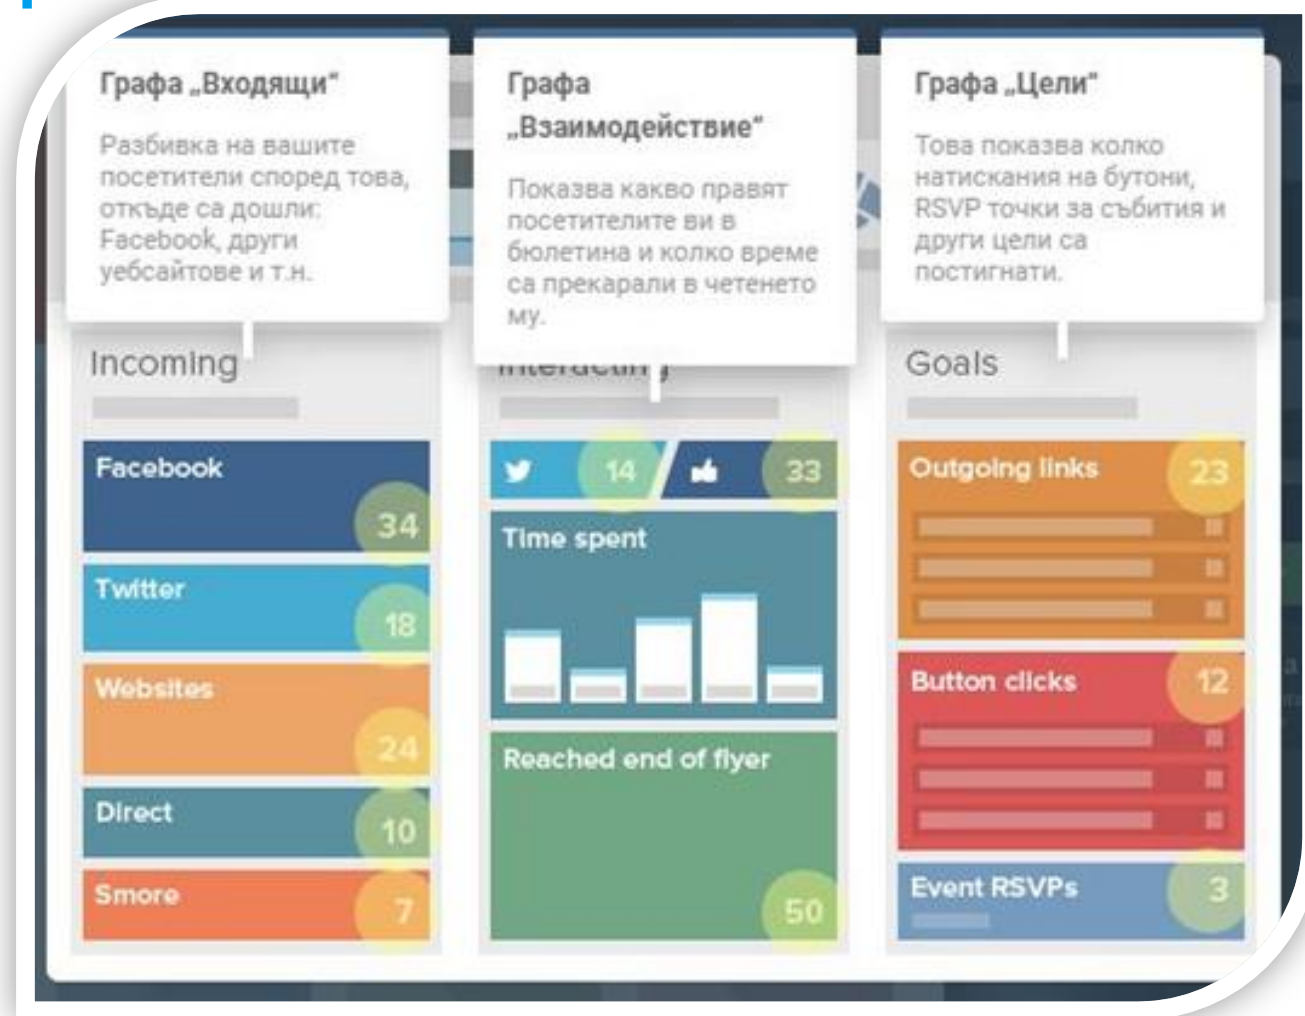 Графа „Входящи“
Разбивка на вашите
посетители според това,
откъде са дошли:
Facebook, други
уебсайтове и т.н.
Incoming
Facebook
34
Twitter
18
Websites
24
Direct
10
Smore
7
Графа
„Взаимодействие“
Показва какво правят
посетителите ви в
бюлетина и колко време
са прекарали в четенето
му.
Interacting
14
33
Time spent
Reached end of flyer
50
Графа „Цели“
Това показва колко
натискания на бутони,
RSVP точки за събития и
други цели са
постигнати.
Goals
Outgoing links
23
Button clicks
12
Event RSVPs
3